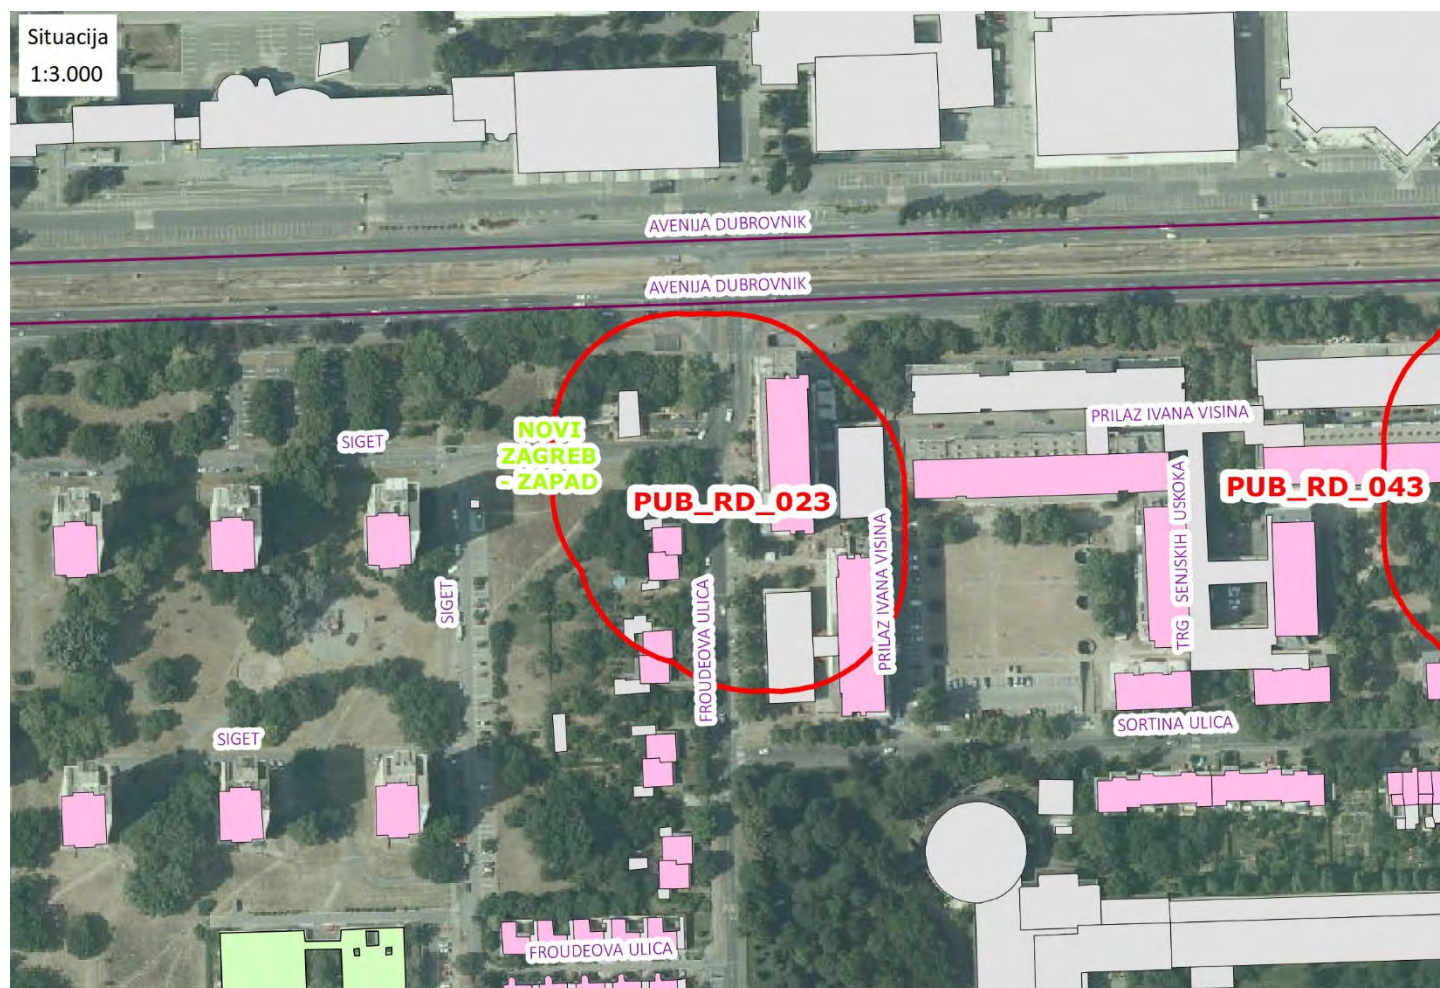 Situacija
1:3.000
AVENIJA DUBROVNIK
AVENIJA DUBROVNIK
PRILAZ IVANA VISINA
SIGET
NOVI
ZAGREB
- ZAPAD
PUB_RD_023
PUB_RD_043
TRG SENJSKIH USKOKA
PRILAZ IVANA VISINA
SIGET
FROUDEOVA ULICA
SORTINA ULICA
SIGET
FROUDEOVA ULICA